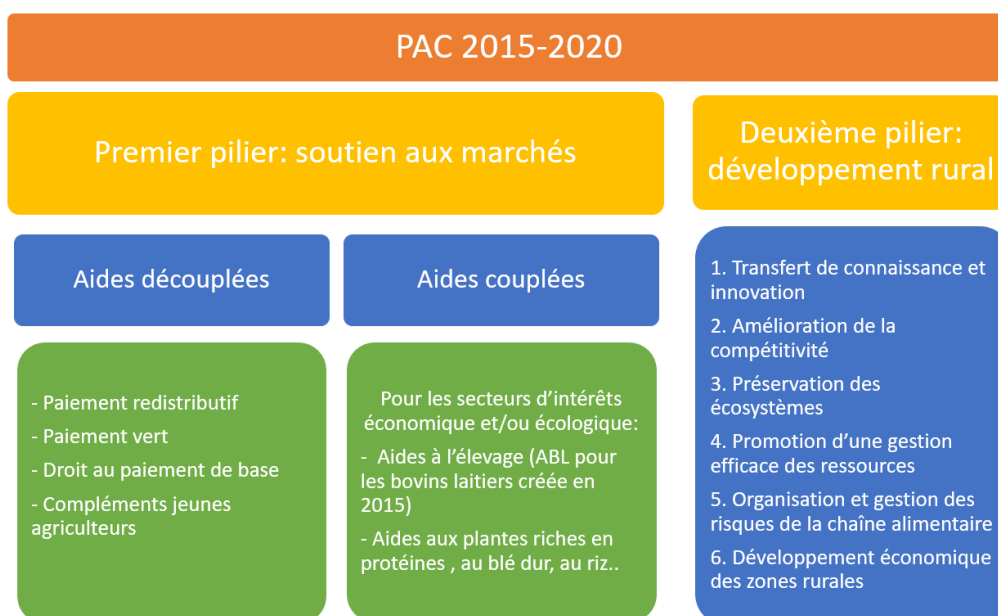 PAC 2015-2020
Premier pilier: soutien aux marchés
Deuxième pilier:
développement rural
Aides découplées
Aides couplées
- Paiement redistributif
- Paiement vert
- Droit au paiement de base
- Compléments jeunes
agriculteurs
Pour les secteurs d’intérêts
économique et/ou écologique:
- Aides à l’élevage (ABL pour
les bovins laitiers créée en
2015)
- Aides aux plantes riches en
protéines , au blé dur, au riz..
1. Transfert de connaissance et
innovation
2. Amélioration de la
compétitivité
3. Préservation des
écosystèmes
4. Promotion d’une gestion
efficace des ressources
5. Organisation et gestion des
risques de la chaîne alimentaire
6. Développement économique
des zones rurales